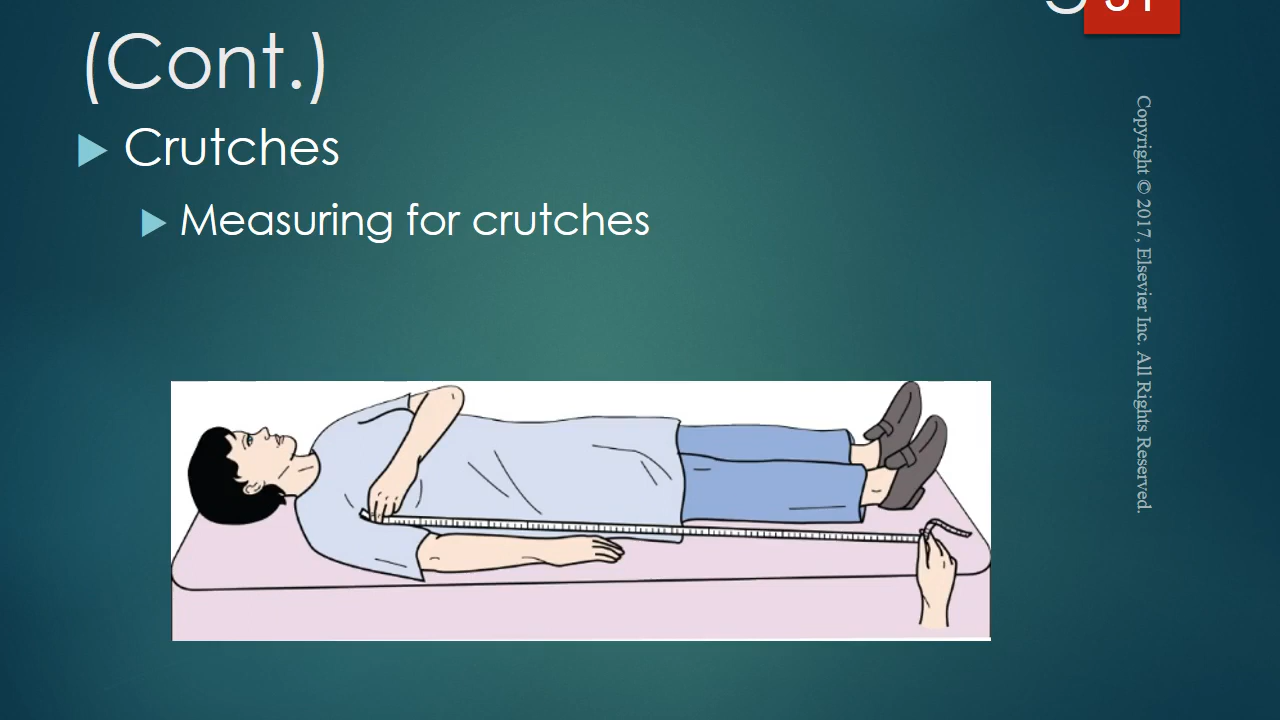 (Cont.)
Crutches
Measuring for crutches
Copyright © 2017, Elsevier Inc. All Rights Reserved.